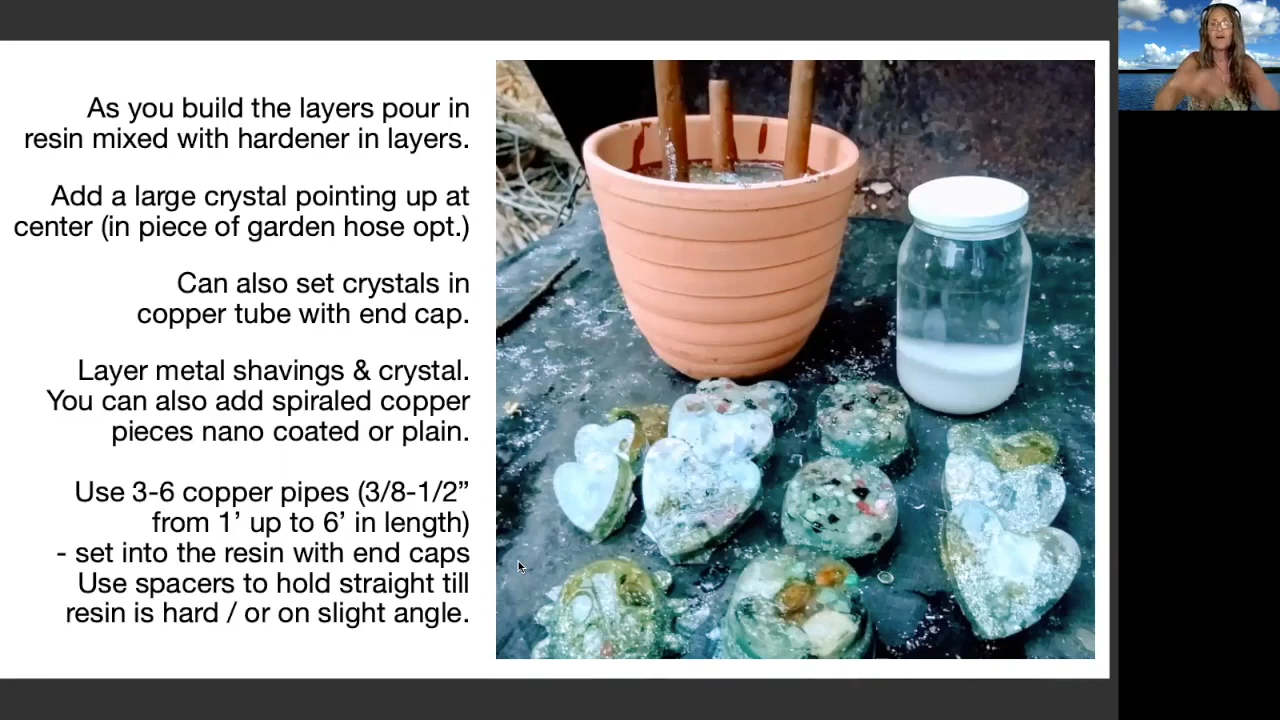 As you build the layers pour in
resin mixed with hardener in layers.
Add a large crystal pointing up at
center (in piece of garden hose opt.)
Can also set crystals in
copper tube with end cap.
Layer metal shavings & crystal.
You can also add spiraled copper
pieces nano coated or plain.
Use 3-6 copper pipes (3/8-1/2”
from 1’ up to 6’ in length)
- set into the resin with end caps
Use spacers to hold straight till
resin is hard / or on slight angle.